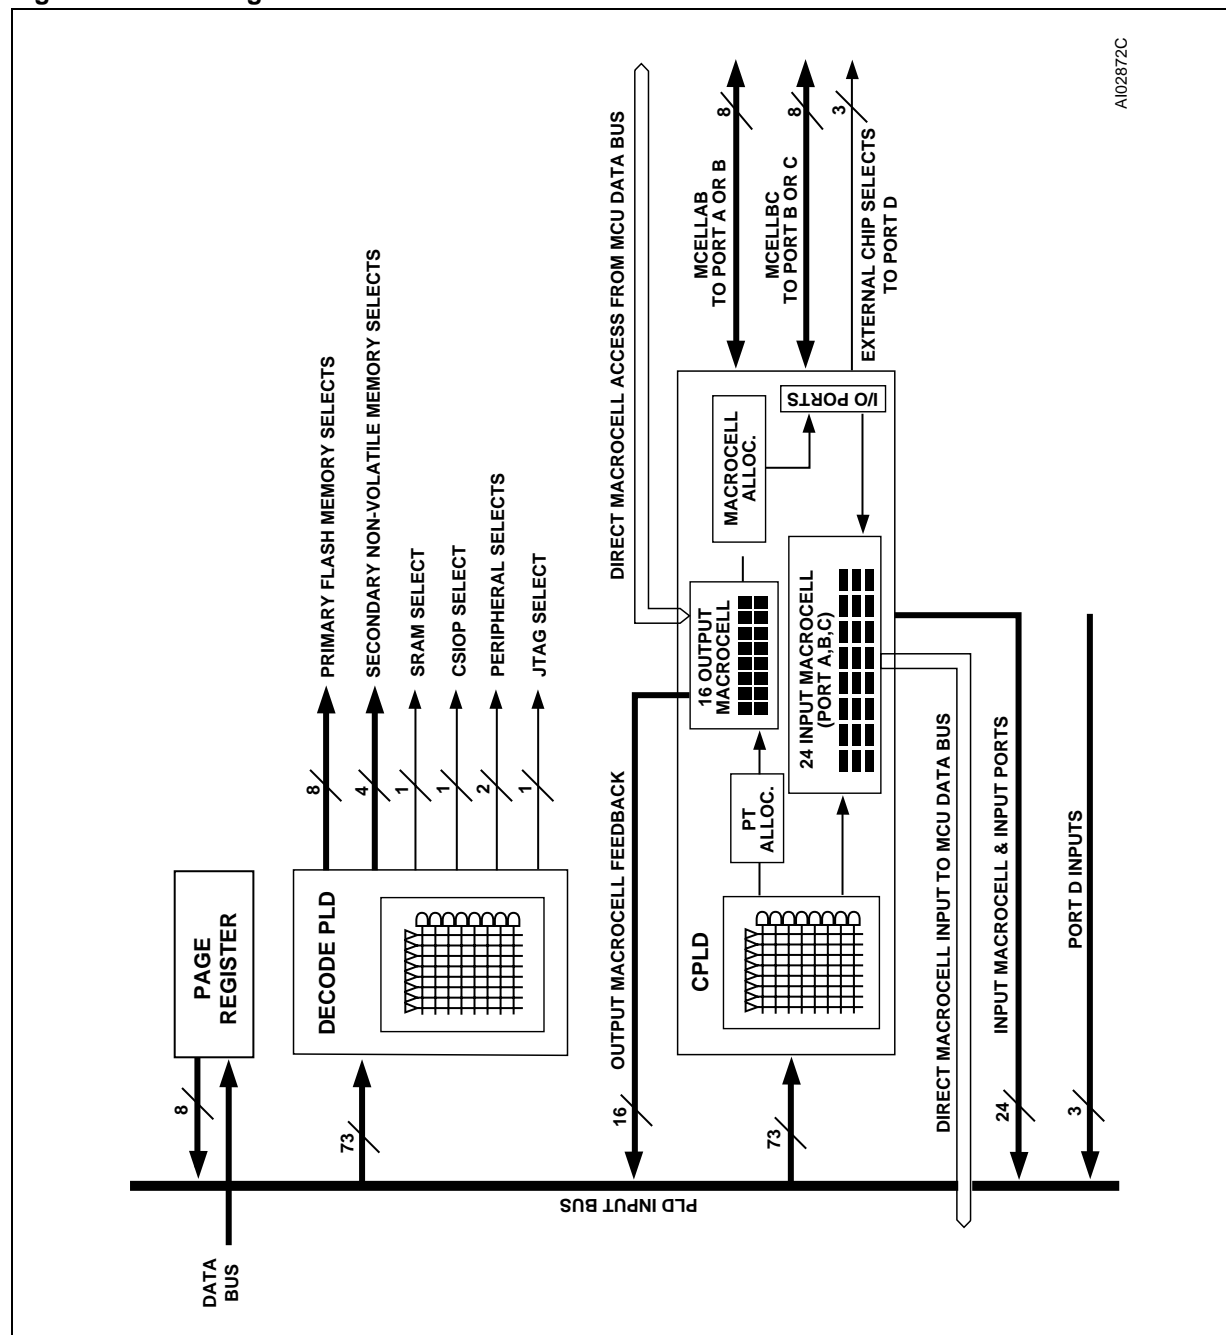 DATA
BUS
PAGE
REGISTER
8
PLD INPUT BUS
73
DECODE PLD
8
PRIMARY FLASH MEMORY SELECTS
4
SECONDARY NON-VOLATILE MEMORY SELECTS
1
SRAM SELECT
1
CSIOP SELECT
2
PERIPHERAL SELECTS
1
JTAG SELECT
16
OUTPUT MACROCELL FEEDBACK
DIRECT MACROCELL ACCESS FROM MCU DATA BUS
73
CPLD
PT
ALLOC.
16 OUTPUT
MACROCELL
MACROCELL
ALLOC.
24 INPUT MACROCELL
(PORT A,B,C)
I/O PORTS
MCELLAB
TO PORT A OR B
8
MCELLBC
TO PORT B OR C
8
EXTERNAL CHIP SELECTS
TO PORT D
3
DIRECT MACROCELL INPUT TO MCU DATA BUS
24
INPUT MACROCELL & INPUT PORTS
3
PORT D INPUTS
AI02872C